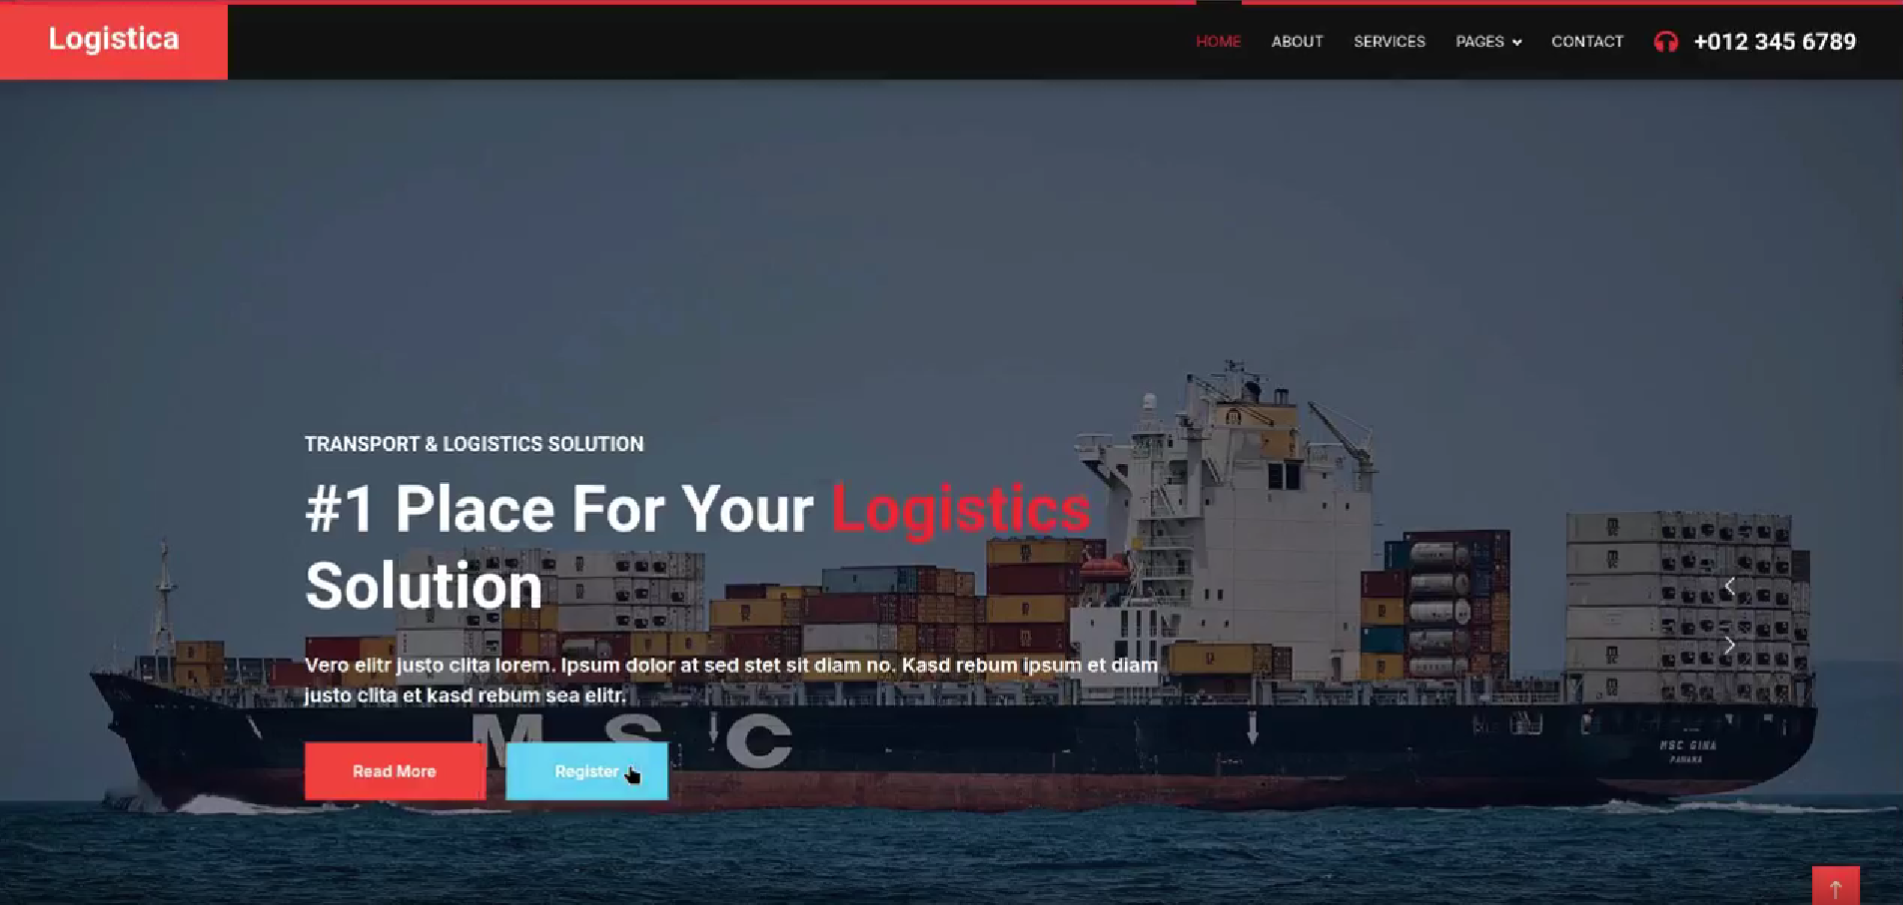 Logistica
HOME ABOUT SERVICES PAGES CONTACT +012 345 6789
TRANSPORT & LOGISTICS SOLUTION
#1 Place For Your Logistics
Solution
Vero elitr justo clita lorem. Ipsum dolor at sed stet sit diam no. Kasd rebum ipsum et diam
justo clita et kasd rebum sea elitr.
M S C
MSC GINA
PANAMA
Read More Register